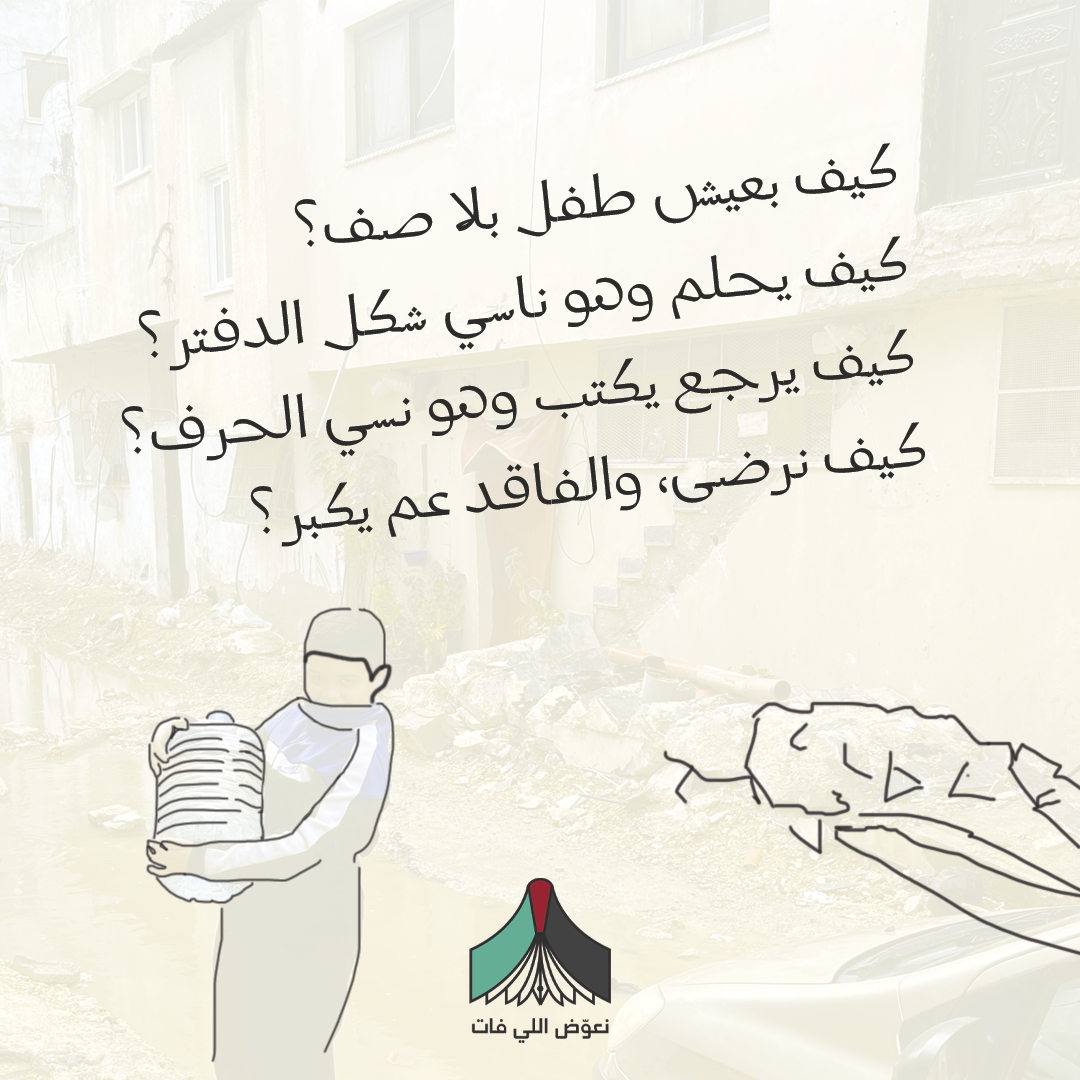 كيف بعيش طفل بلا صف؟
كيف يحلم وهو ناسي شكل الدفتر؟
كيف يرجع يكتب وهو نسي الحرف؟
كيف نرضى، والفاقد عم يكبر؟
نعوّض اللي فات